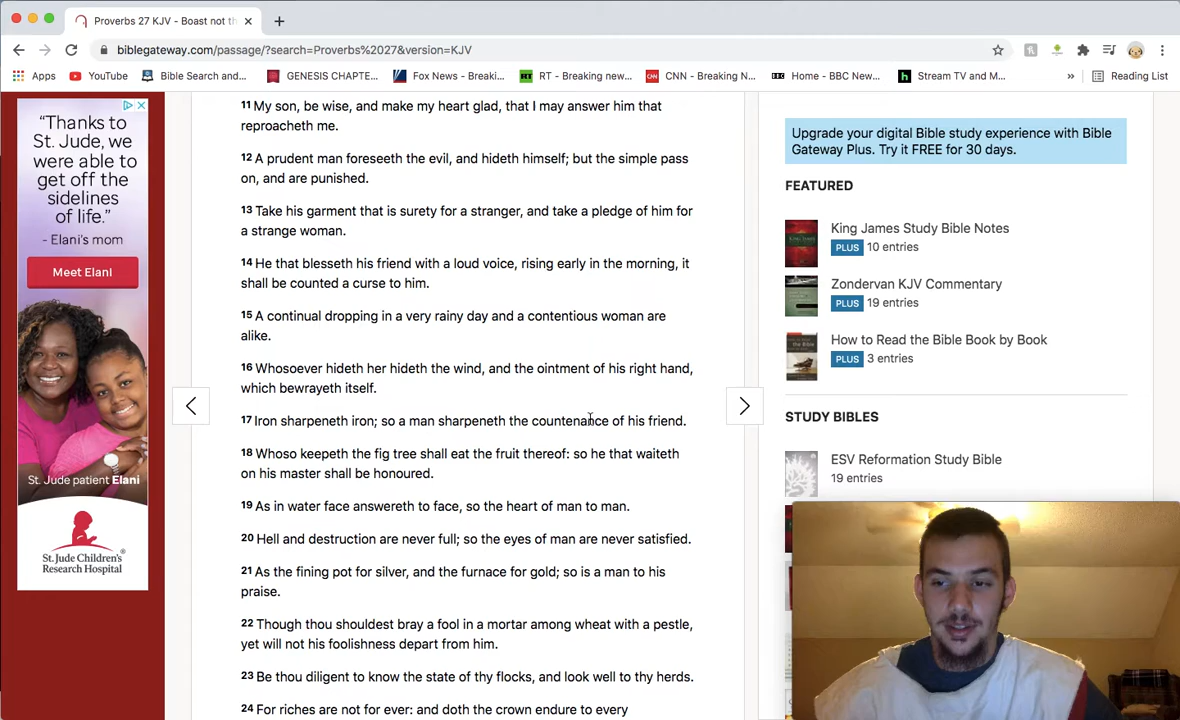 Proverbs 27 KJV - Boast not th
biblegateway.com/passage/?search=Proverbs%2027&version=KJV
Apps
YouTube
Bible Search and...
GENESIS CHAPTE...
Fox News - Breaki...
RT - Breaking new...
CNN - Breaking N...
Home - BBC New...
Stream TV and M...
»
Reading List
“Thanks to
St. Jude, we
were able to
get off the
sidelines
of life.”
- Elani’s mom
Meet Elani
St. Jude patient Elani
St. Jude Children’s
Research Hospital
11 My son, be wise, and make my heart glad, that I may answer him that
reproacheth me.
12 A prudent man foreseeth the evil, and hideth himself; but the simple pass
on, and are punished.
13 Take his garment that is surety for a stranger, and take a pledge of him for
a strange woman.
14 He that blesseth his friend with a loud voice, rising early in the morning, it
shall be counted a curse to him.
15 A continual dropping in a very rainy day and a contentious woman are
alike.
16 Whosoever hideth her hideth the wind, and the ointment of his right hand,
which bewrayeth itself.
17 Iron sharpeneth iron; so a man sharpeneth the countenance of his friend.
18 Whoso keepeth the fig tree shall eat the fruit thereof: so he that waiteth
on his master shall be honoured.
19 As in water face answereth to face, so the heart of man to man.
20 Hell and destruction are never full; so the eyes of man are never satisfied.
21 As the fining pot for silver, and the furnace for gold; so is a man to his
praise.
22 Though thou shouldest bray a fool in a mortar among wheat with a pestle,
yet will not his foolishness depart from him.
23 Be thou diligent to know the state of thy flocks, and look well to thy herds.
24 For riches are not for ever: and doth the crown endure to every
Upgrade your digital Bible study experience with Bible
Gateway Plus. Try it FREE for 30 days.
FEATURED
King James Study Bible Notes
PLUS 10 entries
Zondervan KJV Commentary
PLUS 19 entries
How to Read the Bible Book by Book
PLUS 3 entries
STUDY BIBLES
ESV Reformation Study Bible
19 entries